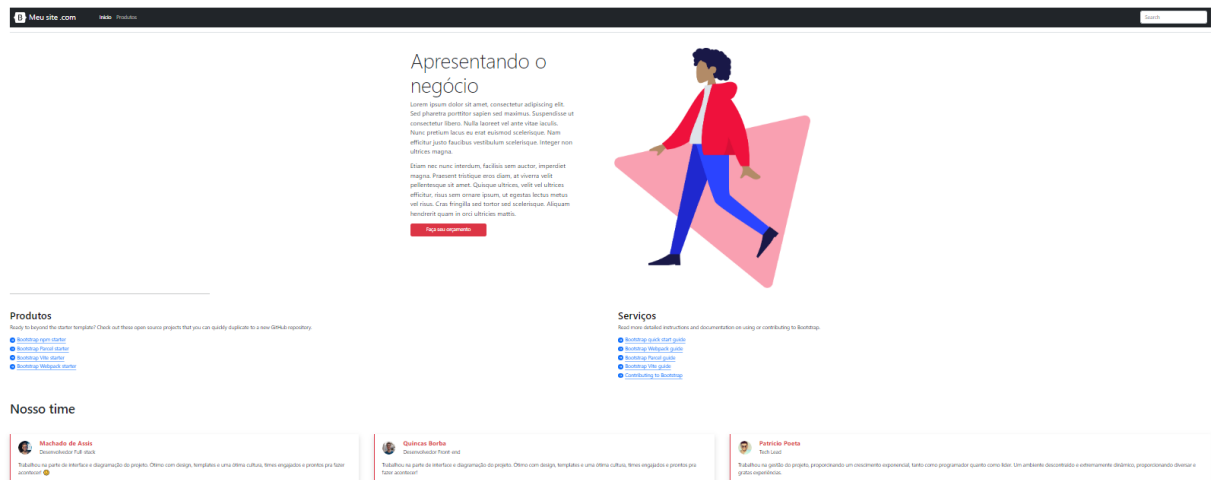 B Meu site .com
Início Produtos
Search
Apresentando o
negócio
Lorem ipsum dolor sit amet, consectetur adipiscing elit.
Sed pharetra porttitor sapien sed maximus. Suspendisse ut
consectetur libero. Nulla laoreet vel ante vitae iaculis.
Nunc pretium lacus eu erat euismod scelerisque. Nam
efficitur justo faucibus vestibulum scelerisque. Integer non
ultrices magna.
Etiam nec nunc interdum, facilisis sem auctor, imperdiet
magna. Praesent tristique eros diam, at viverra velit
pellentesque sit amet. Quisque ultrices, velit vel ultrices
efficitur, risus sem ornare ipsum, ut egestas lectus metus
vel risus. Cras fringilla sed tortor sed scelerisque. Aliquam
hendrerit quam in orci ultricies mattis.
Faça seu orçamento
Produtos
Ready to beyond the starter template? Check out these open source projects that you can quickly duplicate to a new GitHub repository.
Bootstrap npm starter
Bootstrap Parcel starter
Bootstrap Vite starter
Bootstrap Webpack starter
Serviços
Read more detailed instructions and documentation on using or contributing to Bootstrap.
Bootstrap quick start guide
Bootstrap Webpack guide
Bootstrap Parcel guide
Bootstrap Vite guide
Contributing to Bootstrap
Nosso time
Machado de Assis
Desenvolvedor Full-stack
Trabalhou na parte de interface e diagramação do projeto. Ótimo com design, templates e uma ótima cultura, times engajados e prontos pra fazer
acontecer! 😀
Quincas Borba
Desenvolvedor Front-end
Trabalhou na parte de interface e diagramação do projeto. Ótimo com design, templates e uma ótima cultura, times engajados e prontos pra
fazer acontecer!
Patricio Poeta
Tech Lead
Trabalhou na gestão do projeto, proporcionando um crescimento exponencial, tanto como programador quanto como líder. Um ambiente descontraído e extremamente dinâmico, proporcionando diversas e
gratas experiências.